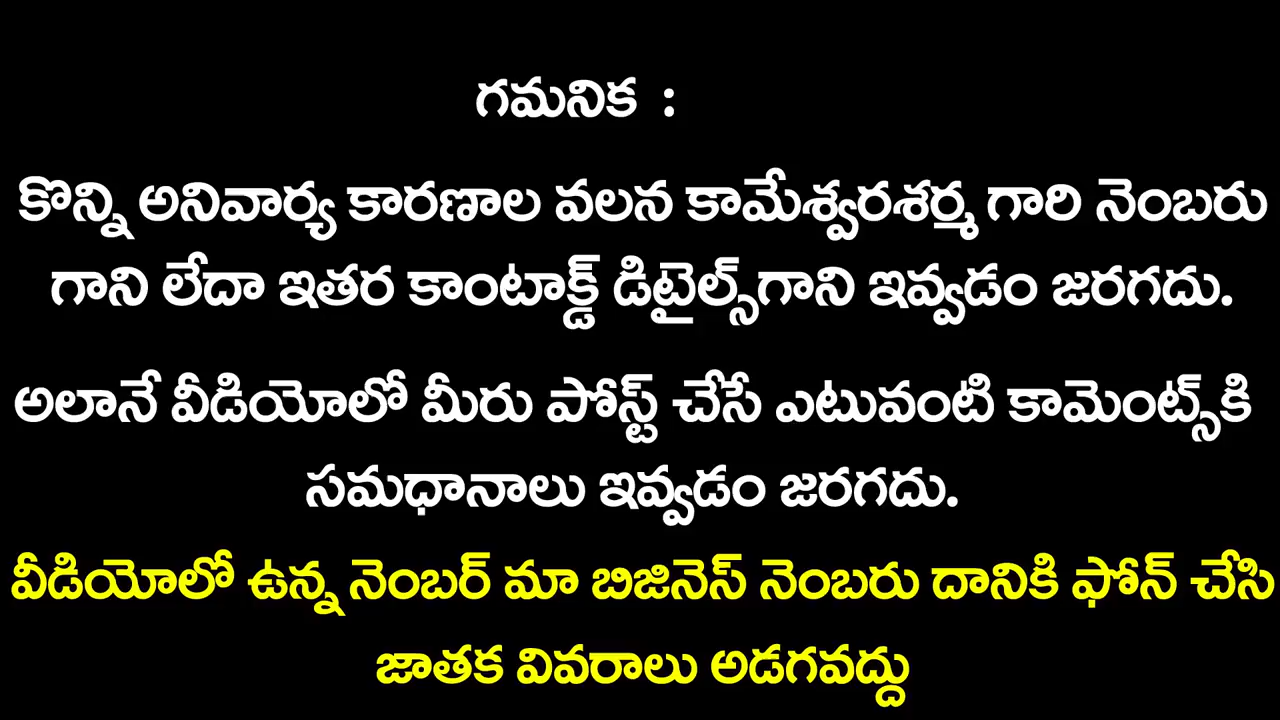 గమనిక :
కొన్ని అనివార్య కారణాల వలన కామేశ్వరశర్మ గారి నెంబరు
గాని లేదా ఇతర కాంటాక్డ్ డిటైల్స్‌గాని ఇవ్వడం జరగదు.
అలానే వీడియోలో మీరు పోస్ట్ చేసే ఎటువంటి కామెంట్స్‌కి
సమధానాలు ఇవ్వడం జరగదు.
వీడియోలో ఉన్న నెంబర్ మా బిజినెస్ నెంబరు దానికి ఫోన్ చేసి
జాతక వివరాలు అడగవద్దు